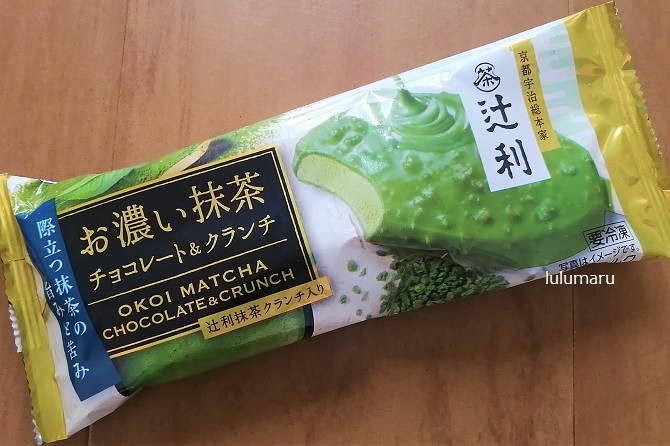 京都宇治総本家
茶
辻利
お濃い抹茶
チョコレート&クランチ
OKOI MATCHA
CHOCOLATE&CRUNCH
辻利抹茶クランチ入り
際立つ抹茶の
旨みと苦み
要冷凍
写真はイメージです。
lulumaru